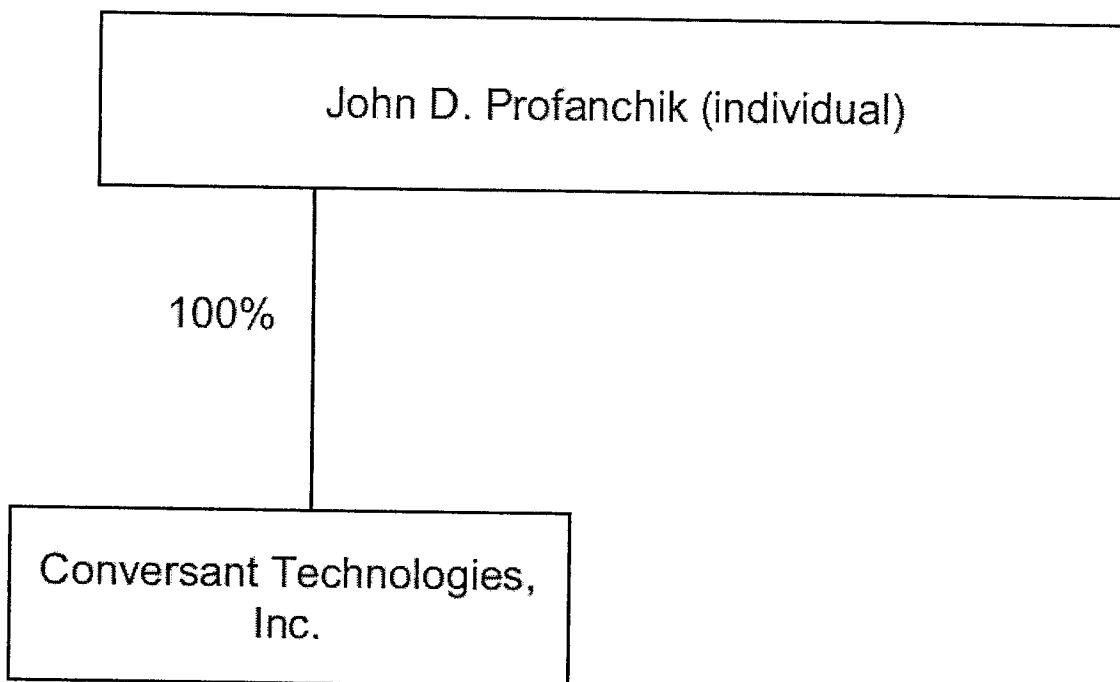 John D. Profanchik (individual)
100%
Conversant Technologies,
Inc.